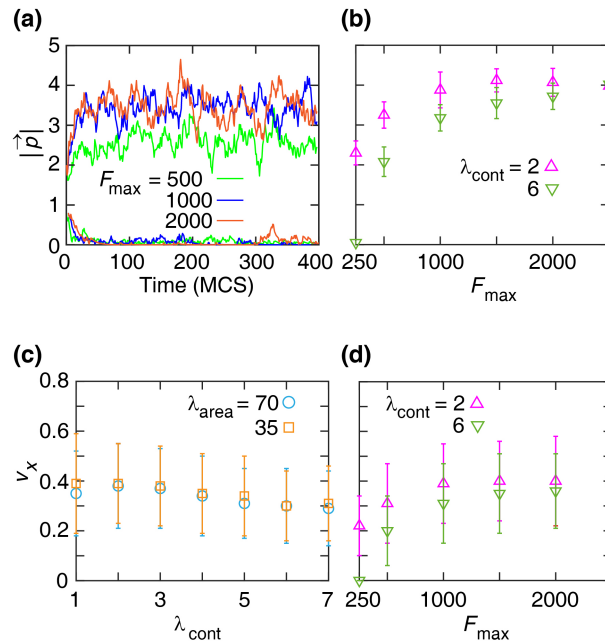 (a)
5
4
3
2
1
0
|p⃗|
F_max = 500
1000
2000
0 100 200 300 400
Time (MCS)
(b)
λ_cont = 2
6
250 1000 2000
F_max
(c)
0.8
0.6
0.4
0.2
0
v_x
λ_area = 70
35
1 3 5 7
λ_cont
(d)
λ_cont = 2
6
250 1000 2000
F_max